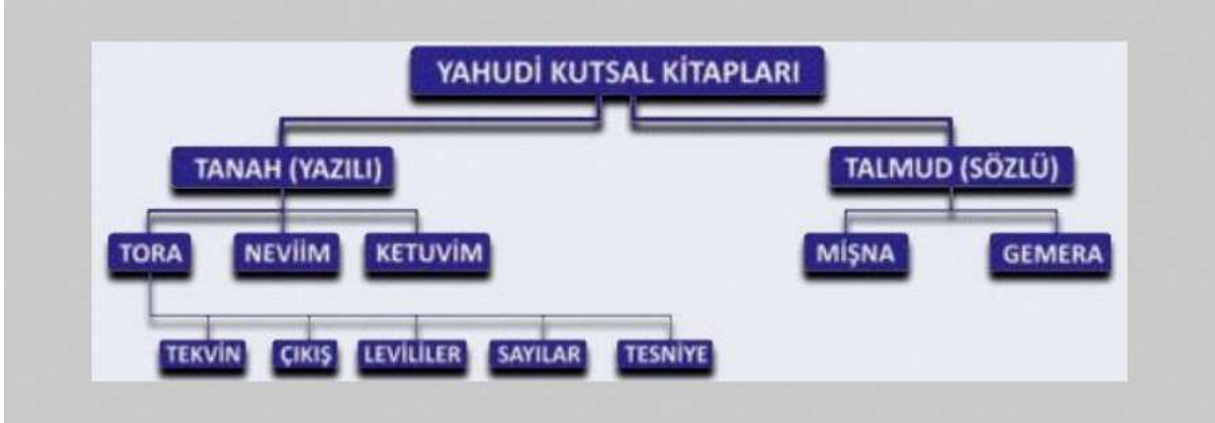 YAHUDİ KUTSAL KİTAPLARI
TANAH (YAZILI)
TALMUD (SÖZLÜ)
TORA
NEVİİM
KETUVİM
MİŞNA
GEMERA
TEKVİN
ÇIKIŞ
LEVİLİLER
SAYILAR
TESNİYE